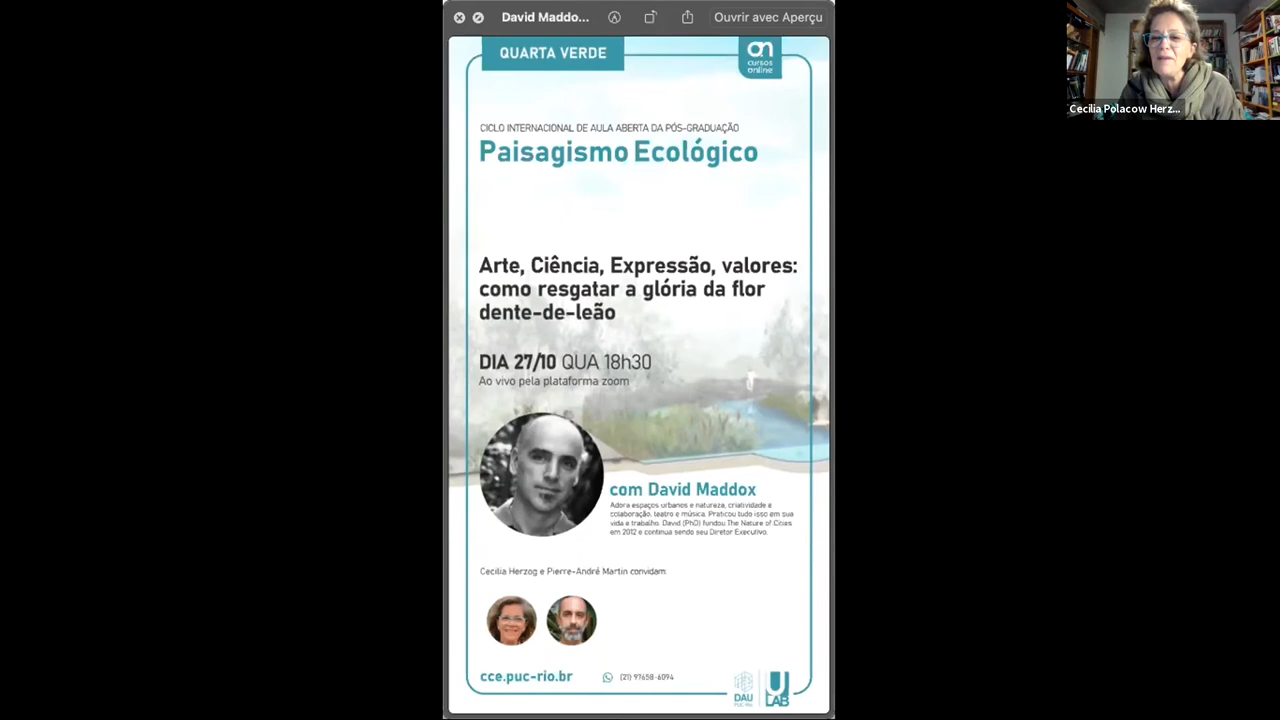 David Maddo...
Ouvrir avec Aperçu
QUARTA VERDE
on
cursos
online
CICLO INTERNACIONAL DE AULA ABERTA DA PÓS-GRADUAÇÃO
Paisagismo Ecológico
Arte, Ciência, Expressão, valores:
como resgatar a glória da flor
dente-de-leão
DIA 27/10 QUA 18h30
Ao vivo pela plataforma zoom
com David Maddox
Adora espaços urbanos e natureza, criatividade e
colaboração, teatro e música. Praticou tudo isso em sua
vida e trabalho. David (PhD) fundou The Nature of Cities
em 2012 e continua sendo seu Diretor Executivo.
Cecilia Herzog e Pierre-André Martin convidam:
cce.puc-rio.br
(21) 97658-6094
DAU
PUC-Rio
U
LAB
Cecilia Polacow Herz...